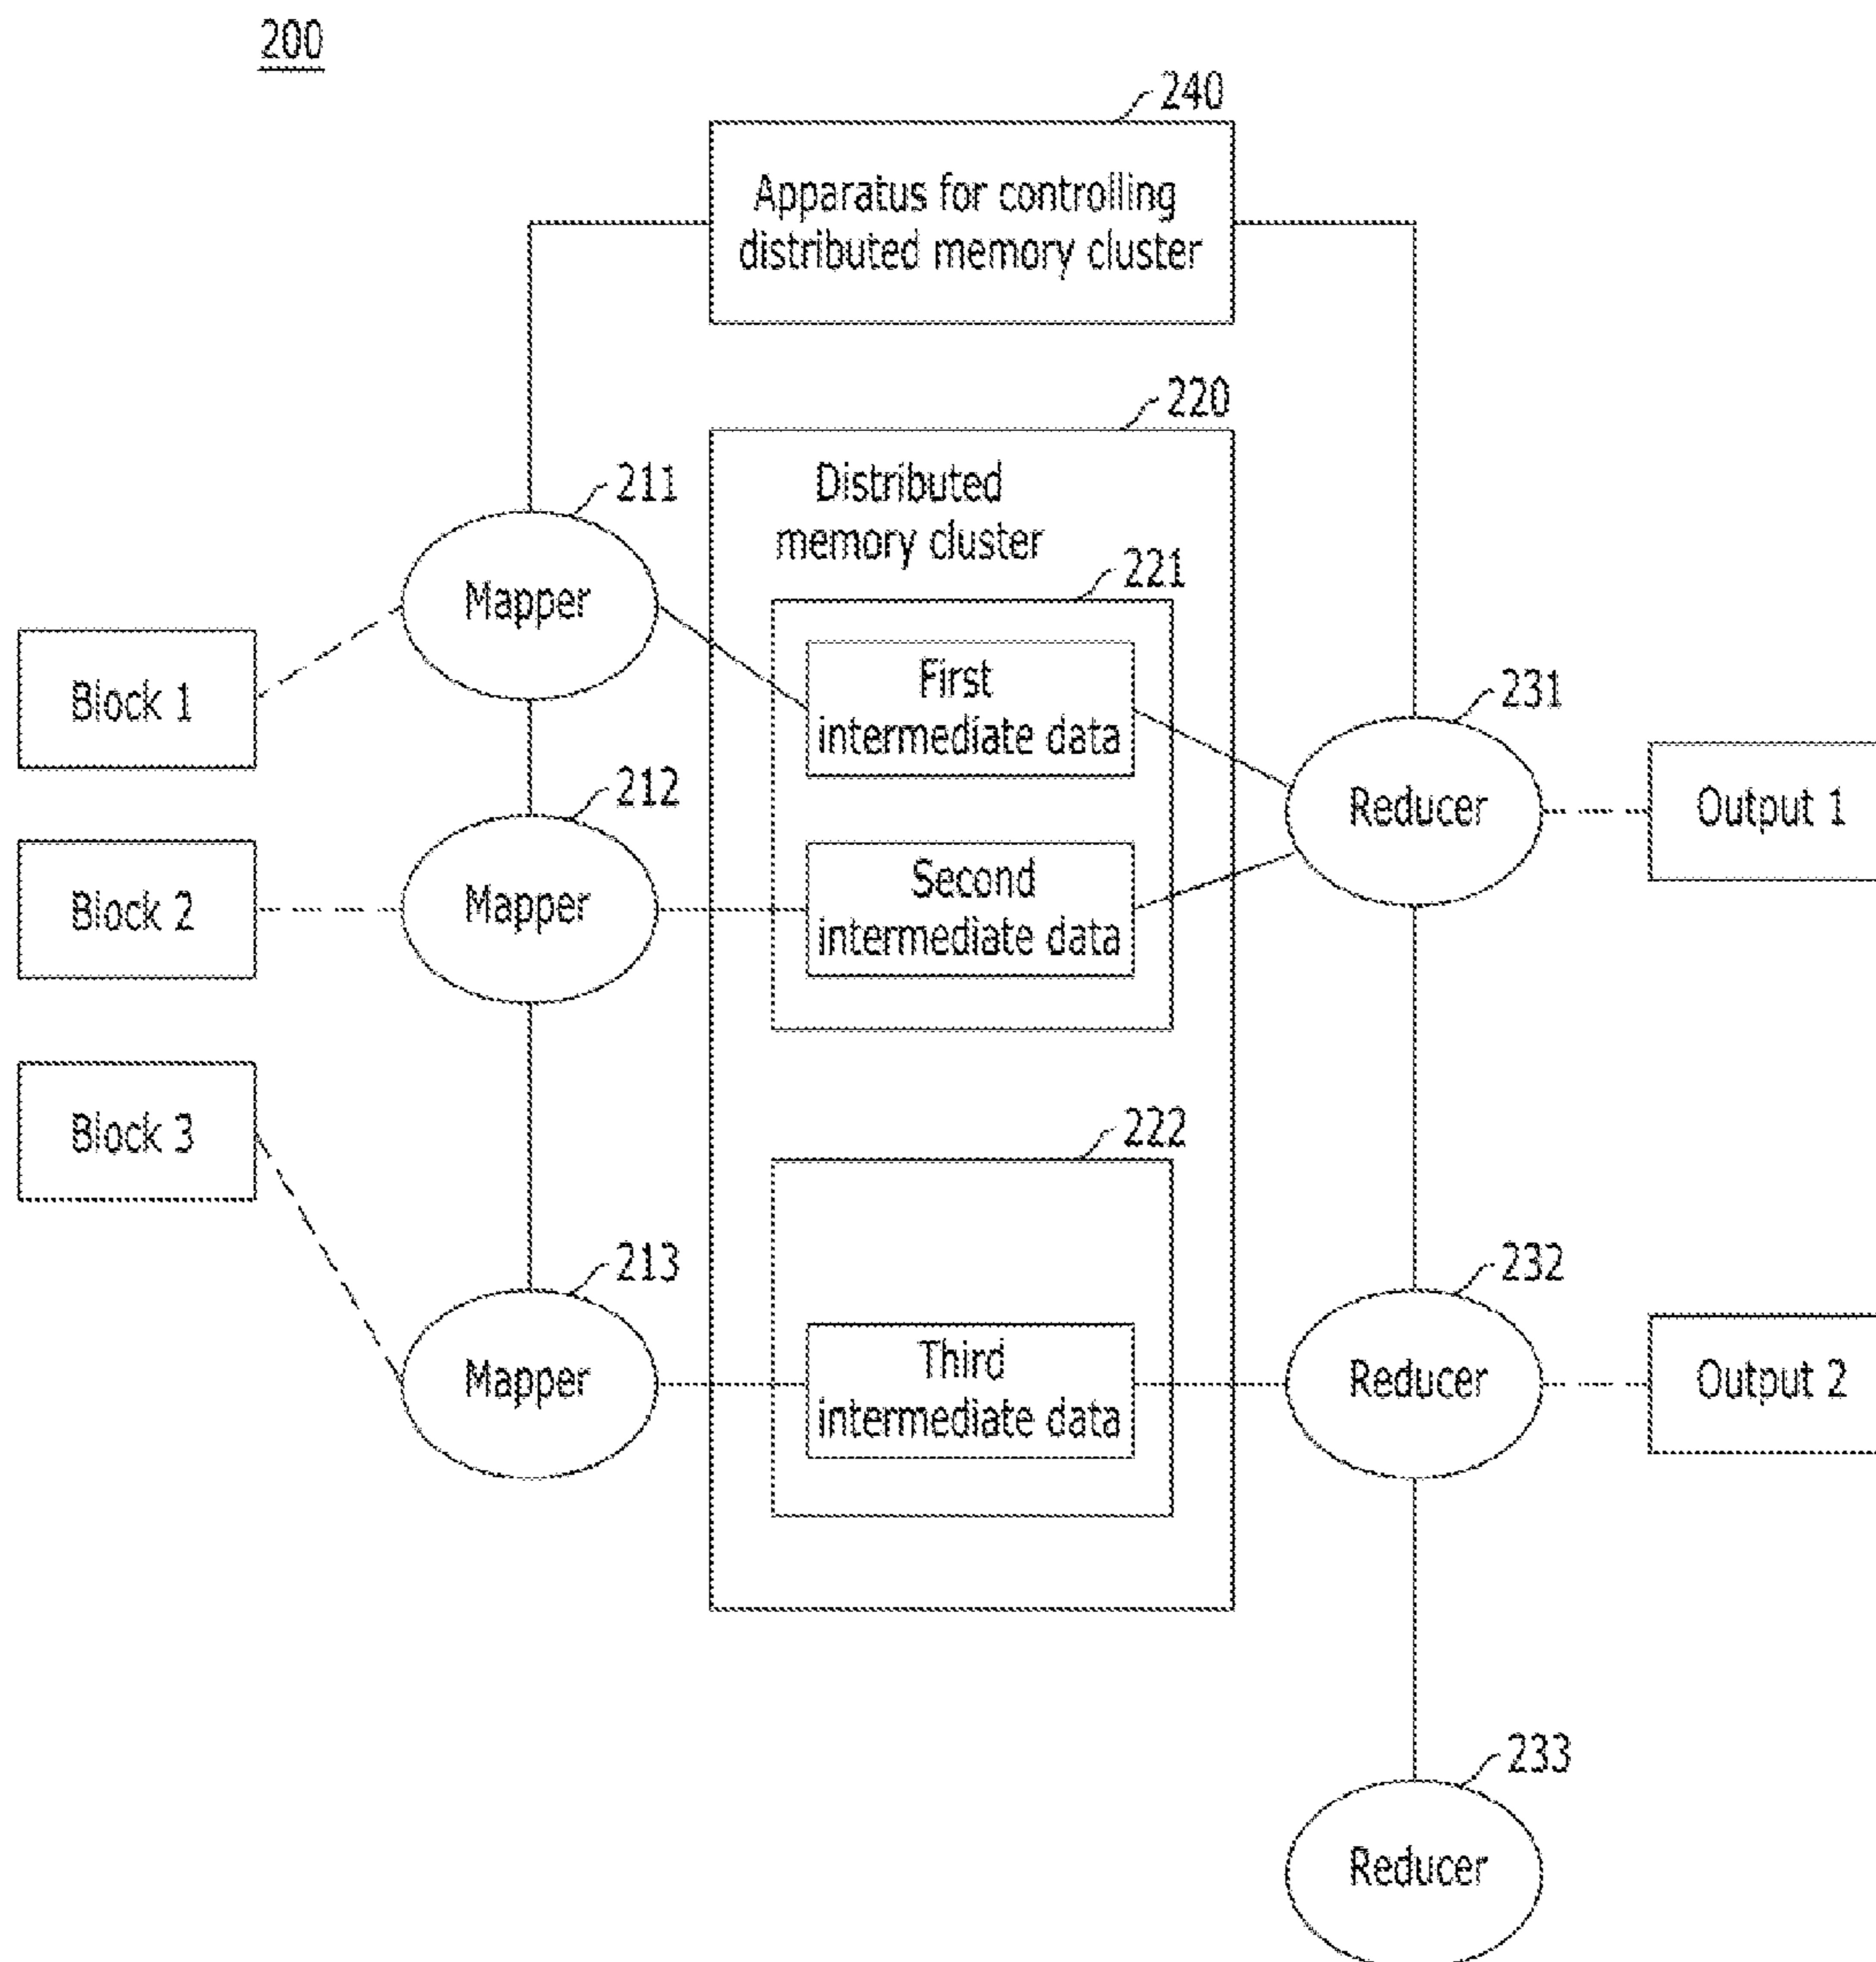 200
240
Apparatus for controlling
distributed memory cluster
220
Distributed
memory cluster
211
Mapper
221
First
intermediate data
Block 1
231
Reducer
Output 1
212
Mapper
Block 2
Second
intermediate data
Block 3
222
213
Mapper
Third
intermediate data
232
Reducer
Output 2
233
Reducer